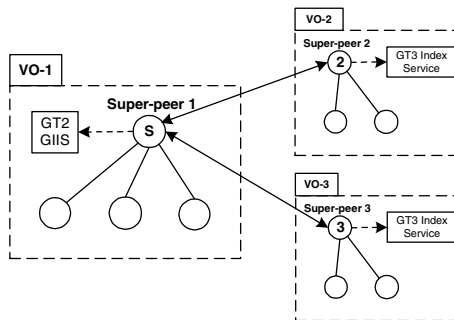 VO-1
Super-peer 1
S
GT2
GIIS
VO-2
Super-peer 2
2
GT3 Index
Service
VO-3
Super-peer 3
3
GT3 Index
Service